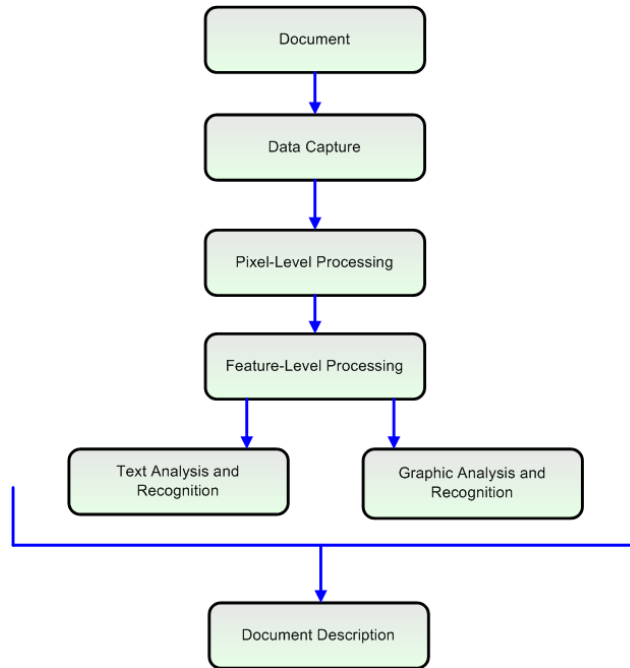 Document
Data Capture
Pixel-Level Processing
Feature-Level Processing
Text Analysis and
Recognition
Graphic Analysis and
Recognition
Document Description